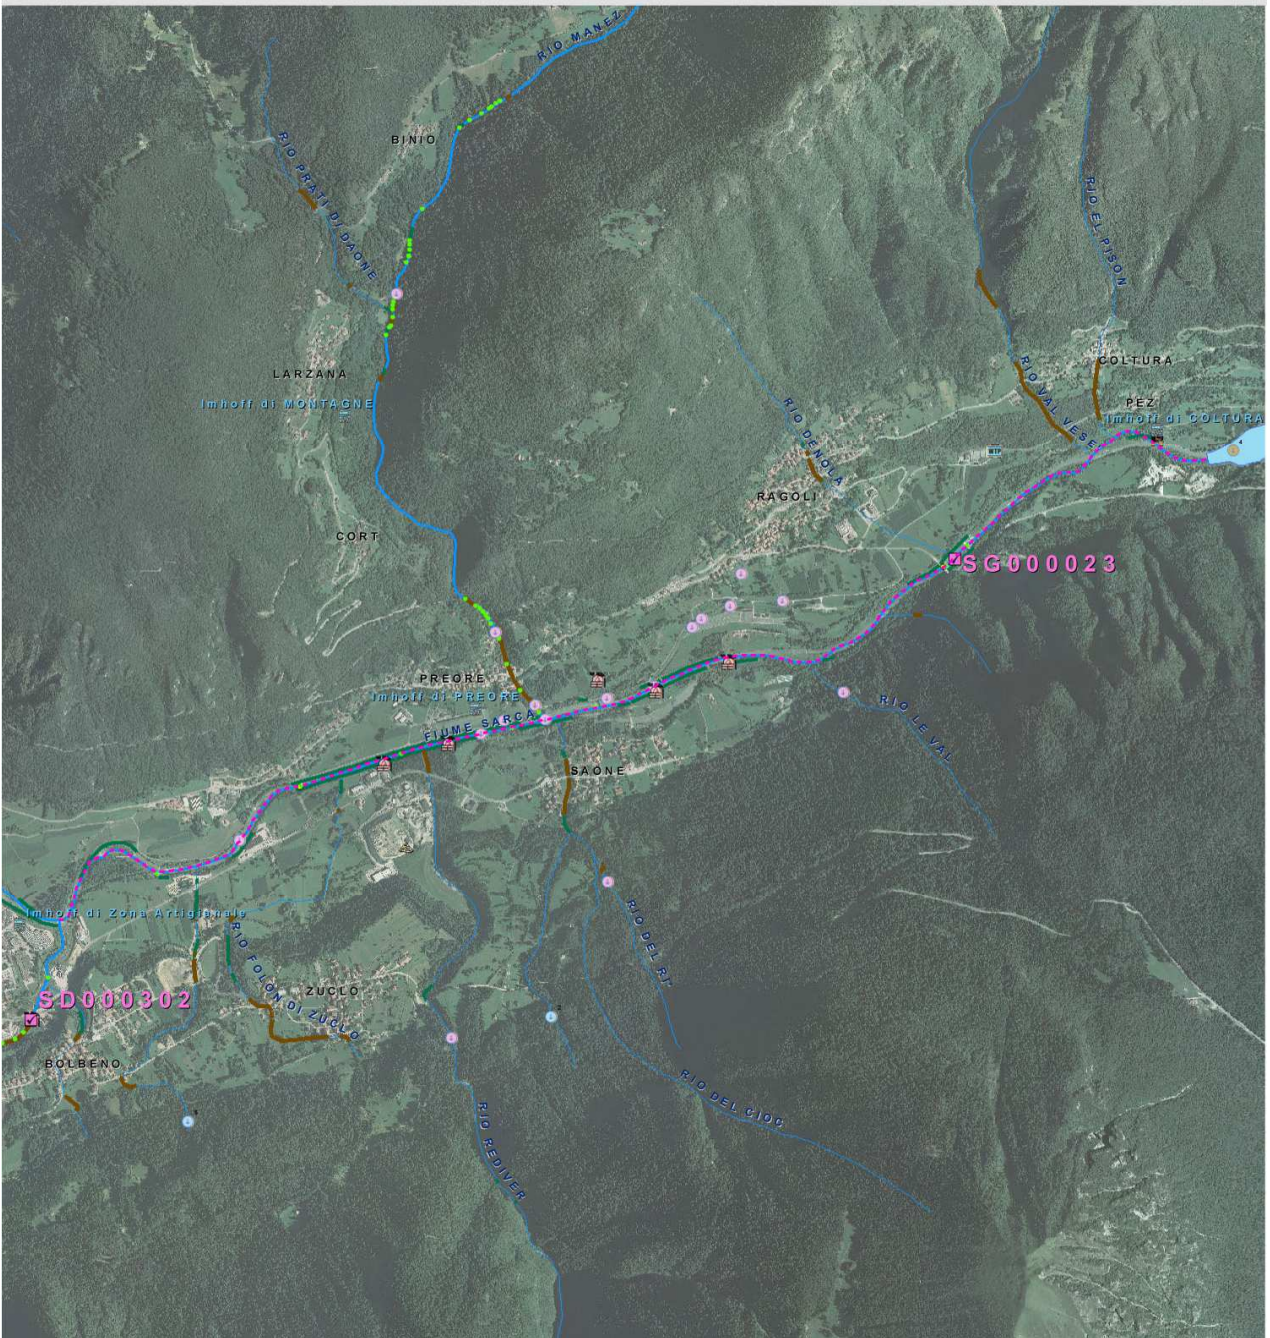 RIO MANEZ
BINIO
RIO PRATI DI DAONE
RIO EL PISON
LARZANA
COLTURA
Imhoff di MONTAGNE
RIO VAL VESE
PEZ
Imhoff di COLTURA
RIO DENOLA
RAGOLI
CORT
SG000023
PREORE
Imhoff di PREORE
FIUME SARCA
RIO LE VAL
SAONE
Imhoff di Zona Artigianale
RIO DEL RI'
RIO FOLON DI ZUCLO
ZUCLO
SD000302
BOLBENO
RIO DEL CIOC
RIO REDIVER